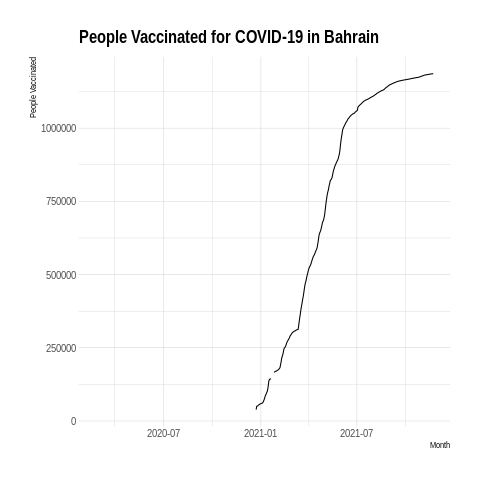 People Vaccinated for COVID-19 in Bahrain
People Vaccinated
1000000
750000
500000
250000
0
2020-07 2021-01 2021-07
Month